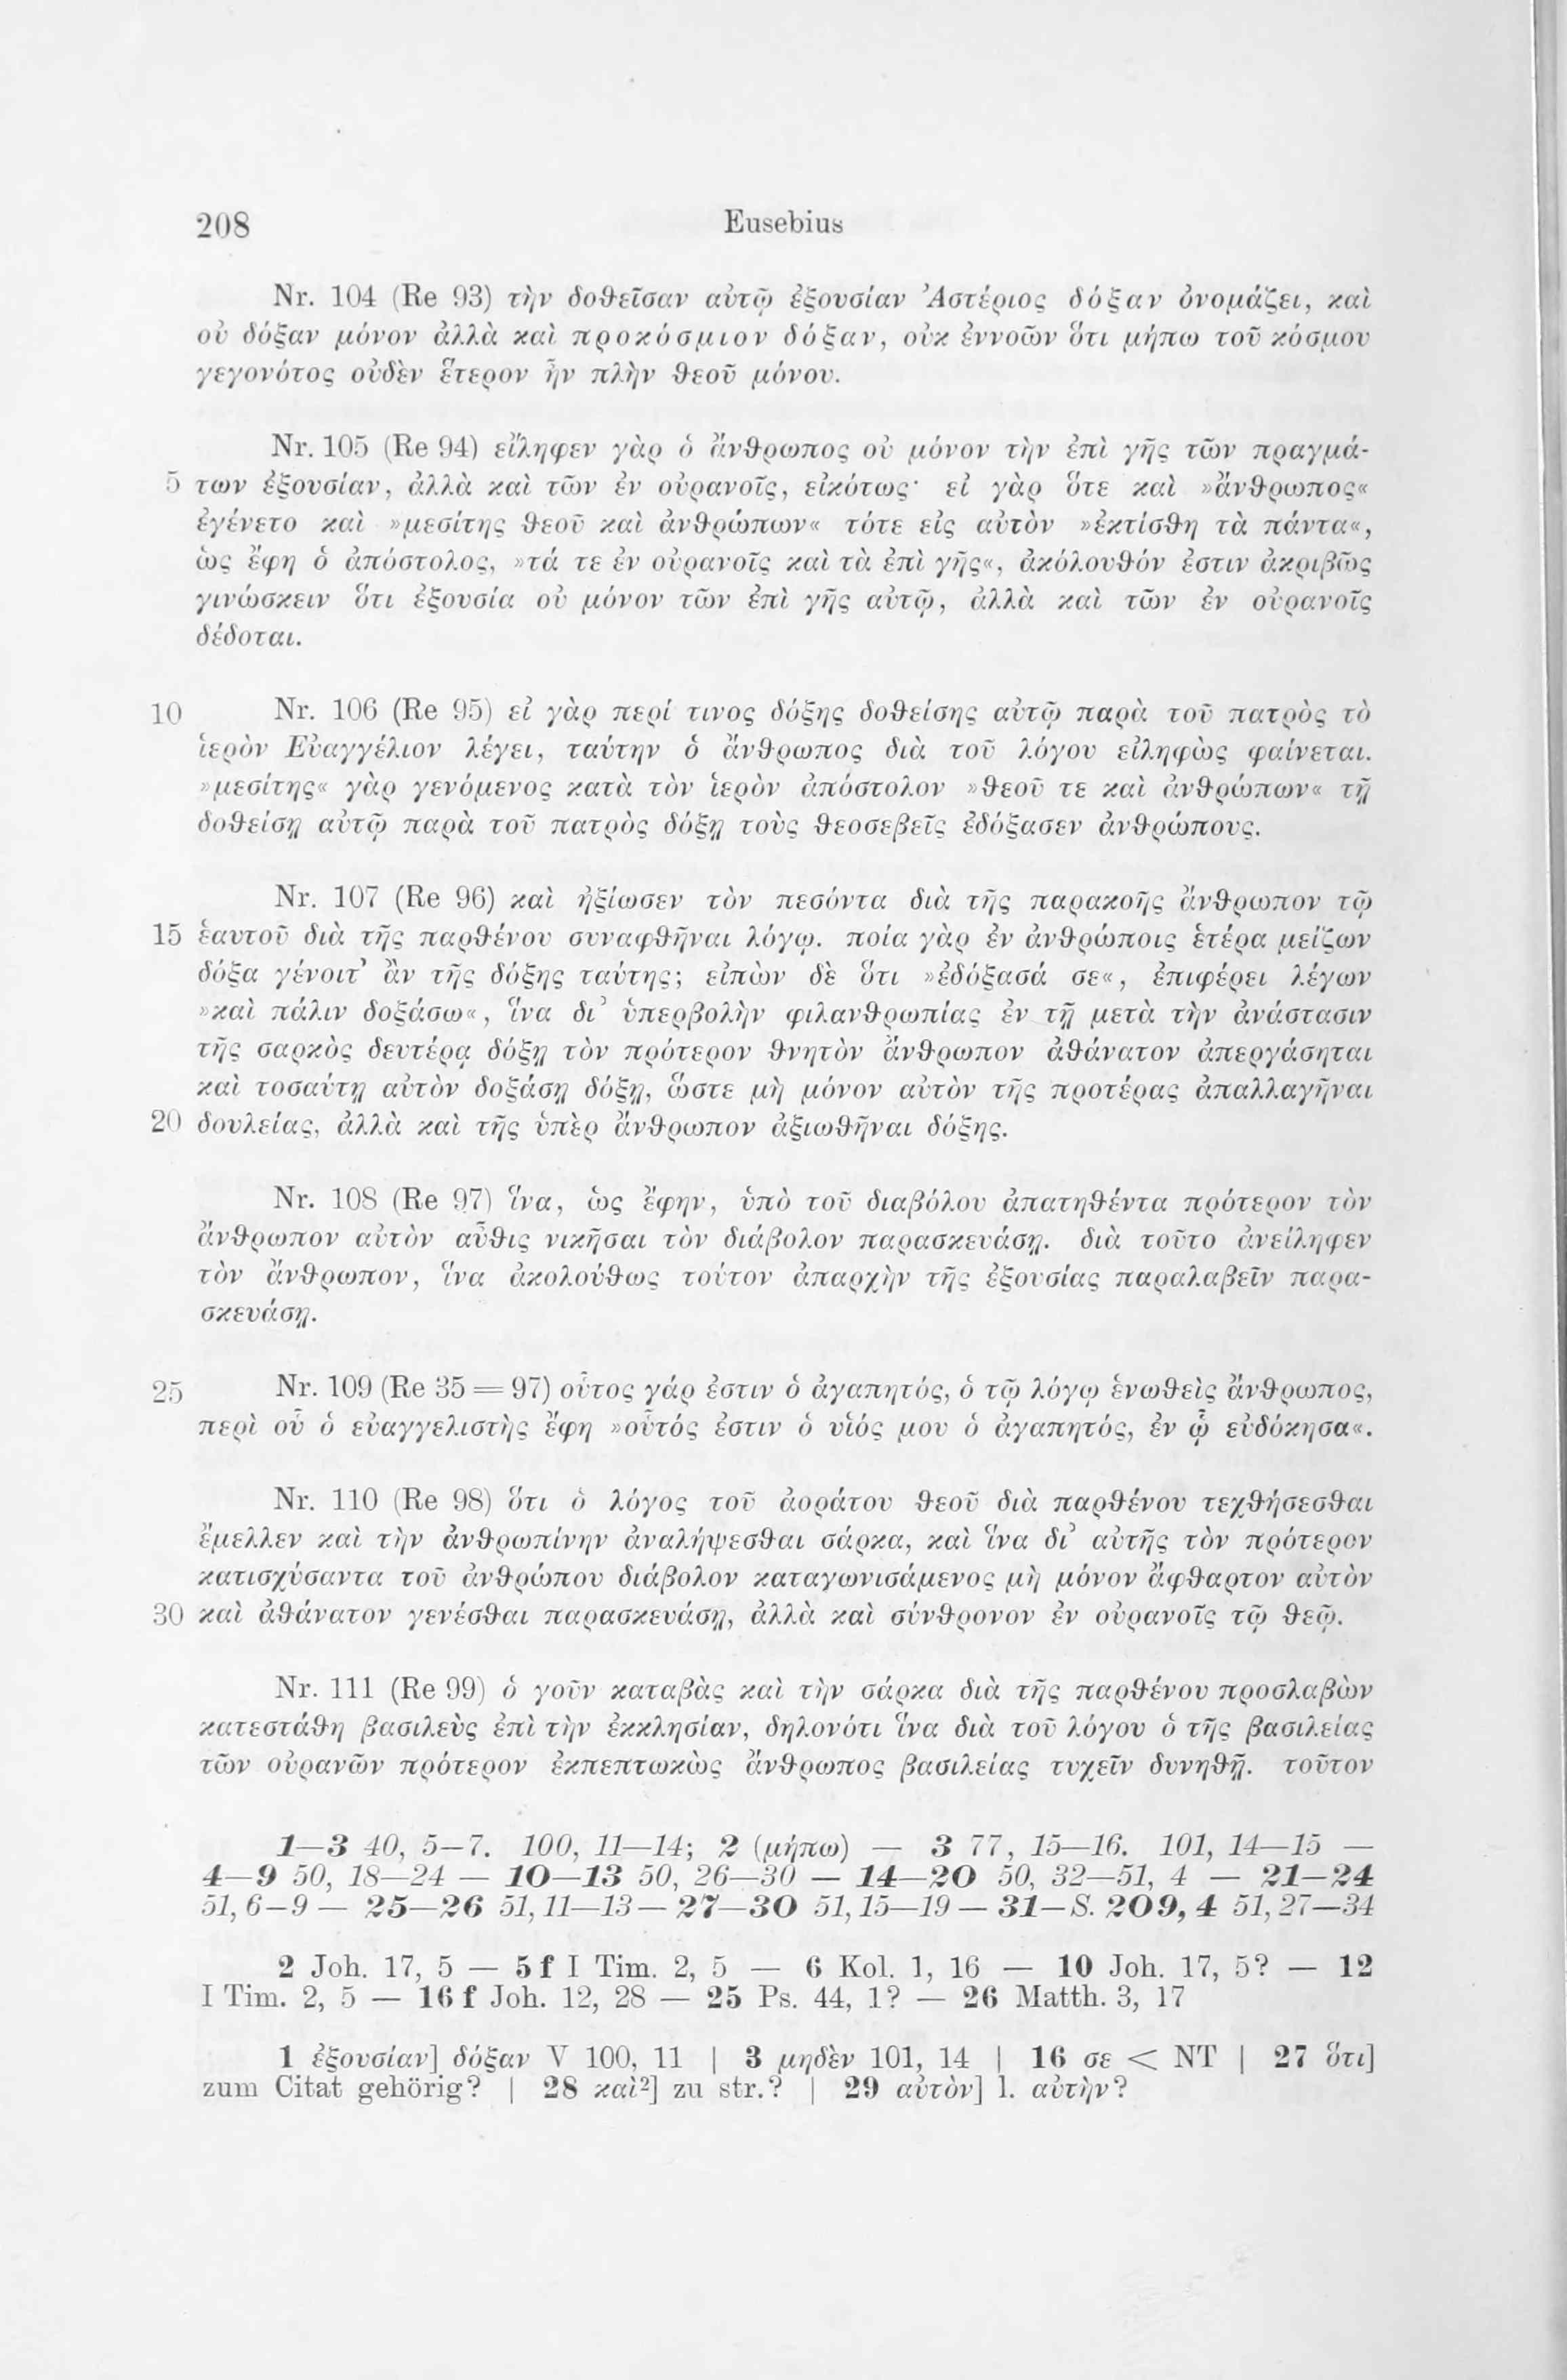 208 Eusebius
Nr. 104 (Re 93) τὴν δοθεῖσαν αὐτῷ ἐξουσίαν Ἀστέριος δόξαν ὀνομάζει, καὶ
οὐ δόξαν μόνον ἀλλὰ καὶ προκόσμιον δόξαν, οὐκ ἐννοῶν ὅτι μήπω τοῦ κόσμου
γεγονότος οὐδὲν ἕτερον ἦν πλὴν θεοῦ μόνου.
Nr. 105 (Re 94) εἴληφεν γὰρ ὁ ἄνθρωπος οὐ μόνον τὴν ἐπὶ γῆς τῶν πραγμά-
5 των ἐξουσίαν, ἀλλὰ καὶ τῶν ἐν οὐρανοῖς, εἰκότως· εἰ γὰρ ὅτε καὶ »ἄνθρωπος«
ἐγένετο καὶ »μεσίτης θεοῦ καὶ ἀνθρώπων« τότε εἰς αὐτὸν »ἐκτίσθη τὰ πάντα«,
ὡς ἔφη ὁ ἀπόστολος, »τά τε ἐν οὐρανοῖς καὶ τὰ ἐπὶ γῆς«, ἀκόλουθόν ἐστιν ἀκριβῶς
γινώσκειν ὅτι ἐξουσία οὐ μόνον τῶν ἐπὶ γῆς αὐτῷ, ἀλλὰ καὶ τῶν ἐν οὐρανοῖς
δέδοται.
10 Nr. 106 (Re 95) εἰ γὰρ περί τινος δόξης δοθείσης αὐτῷ παρὰ τοῦ πατρὸς τὸ
ἱερὸν Εὐαγγέλιον λέγει, ταύτην ὁ ἄνθρωπος διὰ τοῦ λόγου εἰληφὼς φαίνεται.
»μεσίτης« γὰρ γενόμενος κατὰ τὸν ἱερὸν ἀπόστολον »θεοῦ τε καὶ ἀνθρώπων« τῇ
δοθείσῃ αὐτῷ παρὰ τοῦ πατρὸς δόξῃ τοὺς θεοσεβεῖς ἐδόξασεν ἀνθρώπους.
Nr. 107 (Re 96) καὶ ἠξίωσεν τὸν πεσόντα διὰ τῆς παρακοῆς ἄνθρωπον τῷ
15 ἑαυτοῦ διὰ τῆς παρθένου συναφθῆναι λόγῳ. ποία γὰρ ἐν ἀνθρώποις ἑτέρα μείζων
δόξα γένοιτ’ ἂν τῆς δόξης ταύτης; εἰπὼν δὲ ὅτι »ἐδόξασά σε«, ἐπιφέρει λέγων
»καὶ πάλιν δοξάσω«, ἵνα δι’ ὑπερβολὴν φιλανθρωπίας ἐν τῇ μετὰ τὴν ἀνάστασιν
τῆς σαρκὸς δευτέρᾳ δόξῃ τὸν πρότερον θνητὸν ἄνθρωπον ἀθάνατον ἀπεργάσηται
καὶ τοσαύτῃ αὐτὸν δοξάσῃ δόξῃ, ὥστε μὴ μόνον αὐτὸν τῆς προτέρας ἀπαλλαγῆναι
20 δουλείας, ἀλλὰ καὶ τῆς ὑπὲρ ἄνθρωπον ἀξιωθῆναι δόξης.
Nr. 108 (Re 97) ἵνα, ὡς ἔφην, ὑπὸ τοῦ διαβόλου ἀπατηθέντα πρότερον τὸν
ἄνθρωπον αὐτὸν αὖθις νικῆσαι τὸν διάβολον παρασκευάσῃ. διὰ τοῦτο ἀνείληφεν
τὸν ἄνθρωπον, ἵνα ἀκολούθως τοῦτον ἀπαρχὴν τῆς ἐξουσίας παραλαβεῖν παρα-
σκευάσῃ.
25 Nr. 109 (Re 35 = 97) οὗτος γάρ ἐστιν ὁ ἀγαπητός, ὁ τῷ λόγῳ ἑνωθεὶς ἄνθρωπος,
περὶ οὗ ὁ εὐαγγελιστὴς ἔφη »οὗτός ἐστιν ὁ υἱός μου ὁ ἀγαπητός, ἐν ᾧ εὐδόκησα«.
Nr. 110 (Re 98) ὅτι ὁ λόγος τοῦ ἀοράτου θεοῦ διὰ παρθένου τεχθήσεσθαι
ἔμελλεν καὶ τὴν ἀνθρωπίνην ἀναλήψεσθαι σάρκα, καὶ ἵνα δι’ αὐτῆς τὸν πρότερον
κατισχύσαντα τοῦ ἀνθρώπου διάβολον καταγωνισάμενος μὴ μόνον ἄφθαρτον αὐτὸν
30 καὶ ἀθάνατον γενέσθαι παρασκευάσῃ, ἀλλὰ καὶ σύνθρονον ἐν οὐρανοῖς τῷ θεῷ.
Nr. 111 (Re 99) ὁ γοῦν καταβὰς καὶ τὴν σάρκα διὰ τῆς παρθένου προσλαβὼν
κατεστάθη βασιλεὺς ἐπὶ τὴν ἐκκλησίαν, δηλονότι ἵνα διὰ τοῦ λόγου ὁ τῆς βασιλείας
τῶν οὐρανῶν πρότερον ἐκπεπτωκὼς ἄνθρωπος βασιλείας τυχεῖν δυνηθῇ. τοῦτον
1—3 40, 5—7. 100, 11—14; 2 (μήπω) — 3 77, 15—16. 101, 14—15 —
4—9 50, 18—24 — 10—13 50, 26—30 — 14—20 50, 32—51, 4 — 21—24
51, 6—9 — 25—26 51, 11—13 — 27—30 51, 15—19 — 31—S. 209, 4 51, 27—34
2 Joh. 17, 5 — 5 f I Tim. 2, 5 — 6 Kol. 1, 16 — 10 Joh. 17, 5? — 12
I Tim. 2, 5 — 16 f Joh. 12, 28 — 25 Ps. 44, 1? — 26 Matth. 3, 17
1 ἐξουσίαν] δόξαν V 100, 11 | 3 μηδὲν 101, 14 | 16 σε < NT | 27 ὅτι]
zum Citat gehörig? | 28 καὶ²] zu str.? | 29 αὐτὸν] l. αὐτὴν?